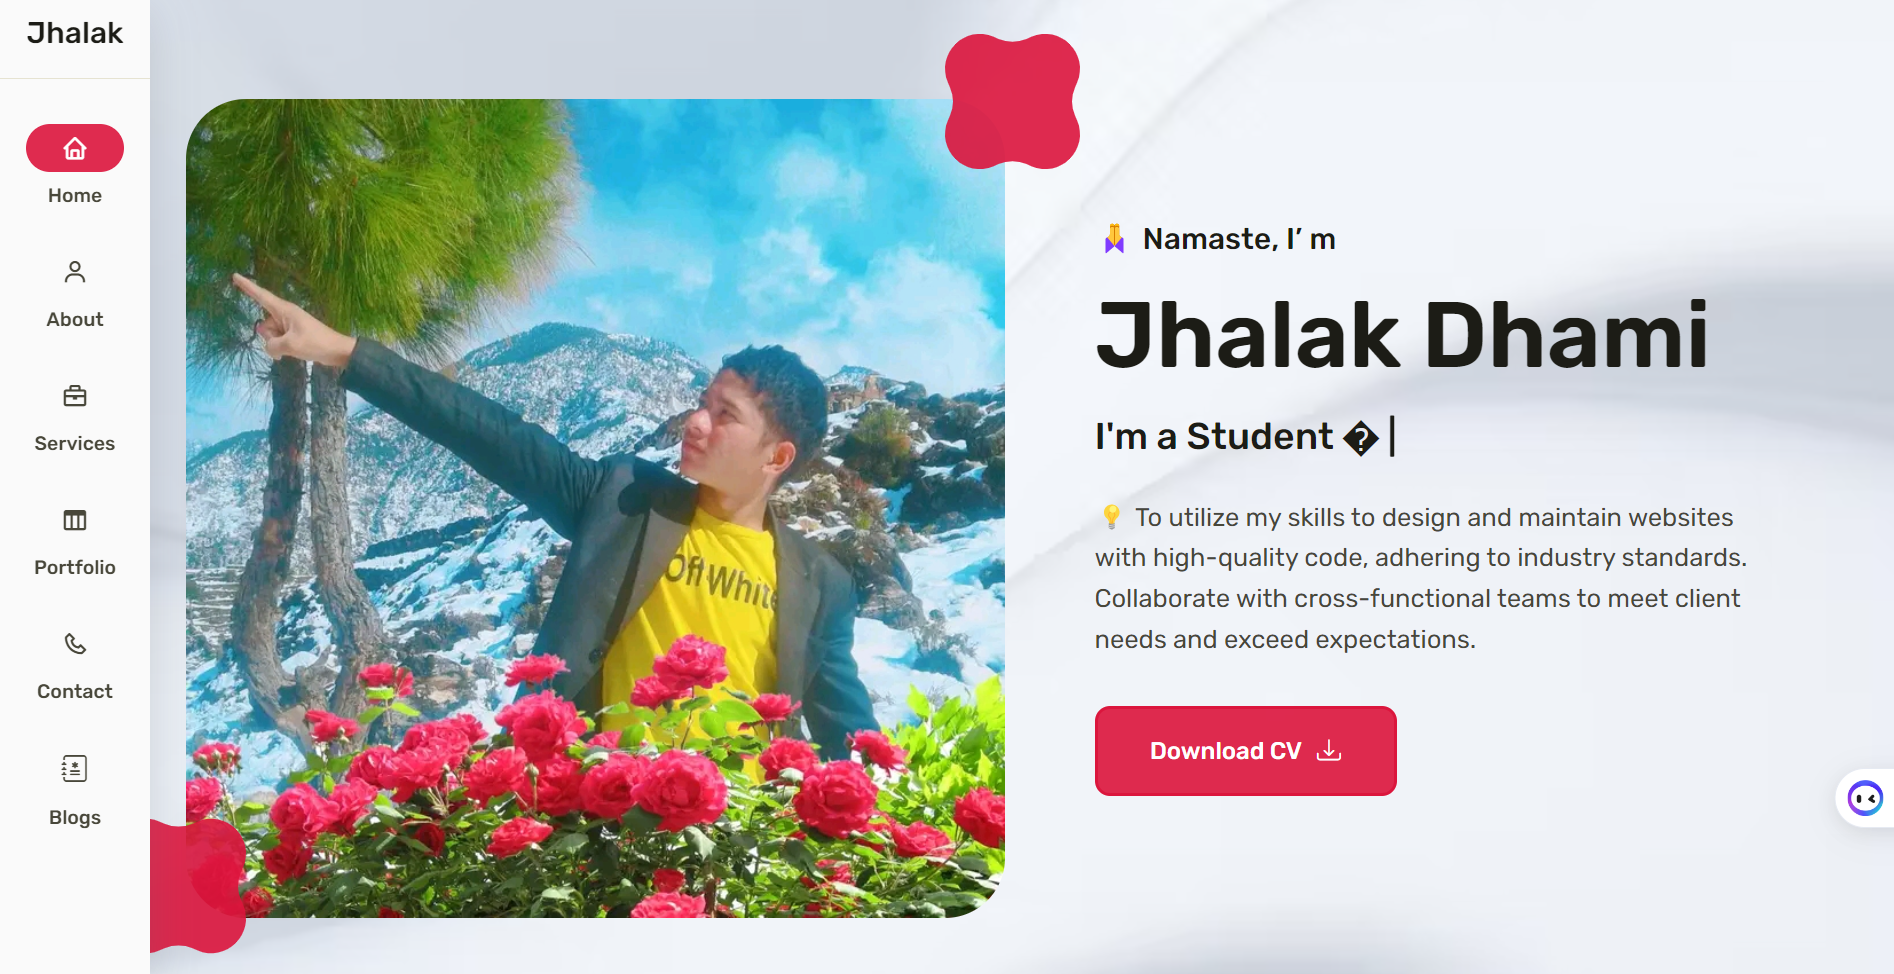 Jhalak
Home
About
Services
Portfolio
Contact
Blogs
Off White
🙏 Namaste, I’ m
Jhalak Dhami
I'm a Student �|
💡 To utilize my skills to design and maintain websites
with high-quality code, adhering to industry standards.
Collaborate with cross-functional teams to meet client
needs and exceed expectations.
Download CV